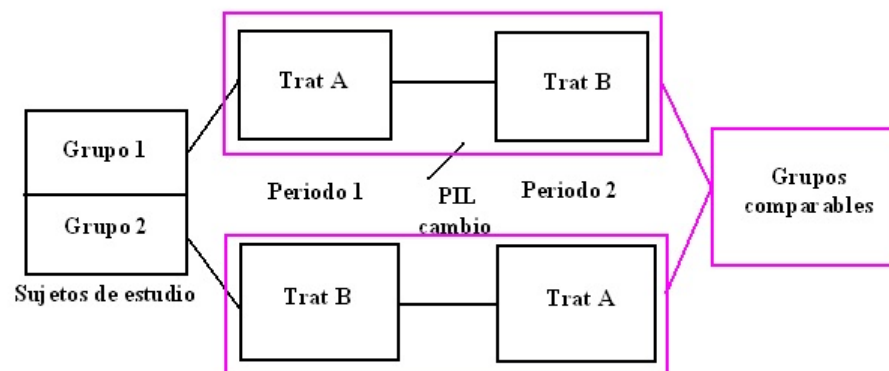 Trat A
Trat B
Grupo 1
Grupo 2
Sujetos de estudio
Periodo 1
PIL
cambio
Periodo 2
Trat B
Trat A
Grupos
comparables